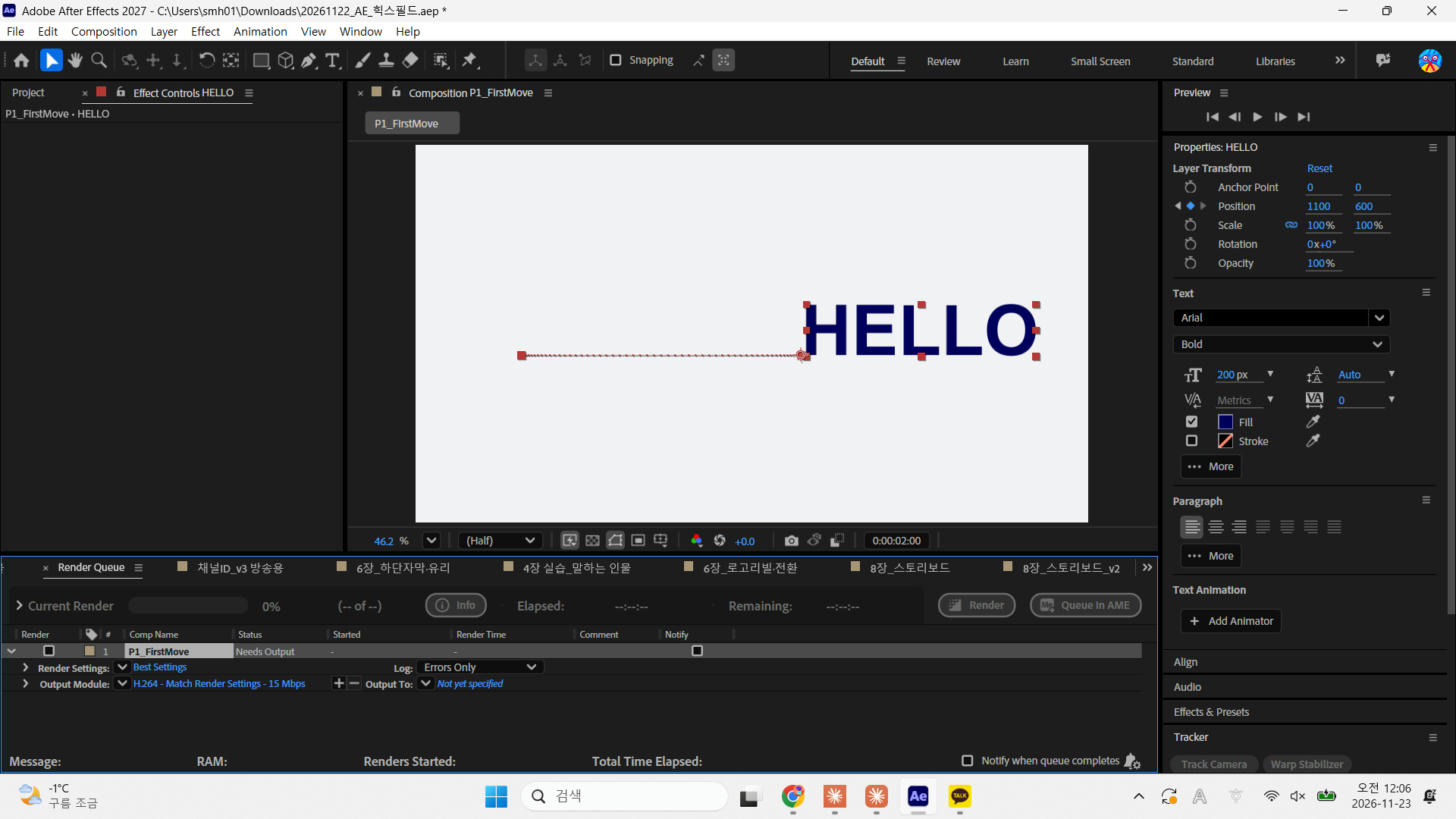 Ae Adobe After Effects 2027 - C:\Users\smh01\Downloads\20261122_AE_힉스필드.aep *
File Edit Composition Layer Effect Animation View Window Help
Snapping Default Review Learn Small Screen Standard Libraries
Project × Effect Controls HELLO
P1_FirstMove • HELLO
× Composition P1_FirstMove
P1_FirstMove
HELLO
46.2 % (Half) +0.0 0:00:02:00
Preview
Properties: HELLO
Layer Transform Reset
Anchor Point 0 0
Position 1100 600
Scale 100% 100%
Rotation 0x+0°
Opacity 100%
Text
Arial
Bold
200 px Auto
Metrics 0
Fill
Stroke
More
Paragraph
More
Text Animation
+ Add Animator
Align
Audio
Effects & Presets
Tracker
Track Camera Warp Stabilizer
× Render Queue 채널ID_v3 방송용 6장_하단자막·유리 4장 실습_말하는 인물 6장_로고리빌·전환 8장_스토리보드 8장_스토리보드_v2
Current Render 0% (-- of --) Info Elapsed: --:--:-- Remaining: --:--:-- Render Queue In AME
Render # Comp Name Status Started Render Time Comment Notify
1 P1_FirstMove Needs Output - -
Render Settings: Best Settings Log: Errors Only
Output Module: H.264 - Match Render Settings - 15 Mbps Output To: Not yet specified
Message: RAM: Renders Started: Total Time Elapsed: Notify when queue completes
-1°C
구름 조금
검색
Ae
TALK
오전 12:06
2026-11-23